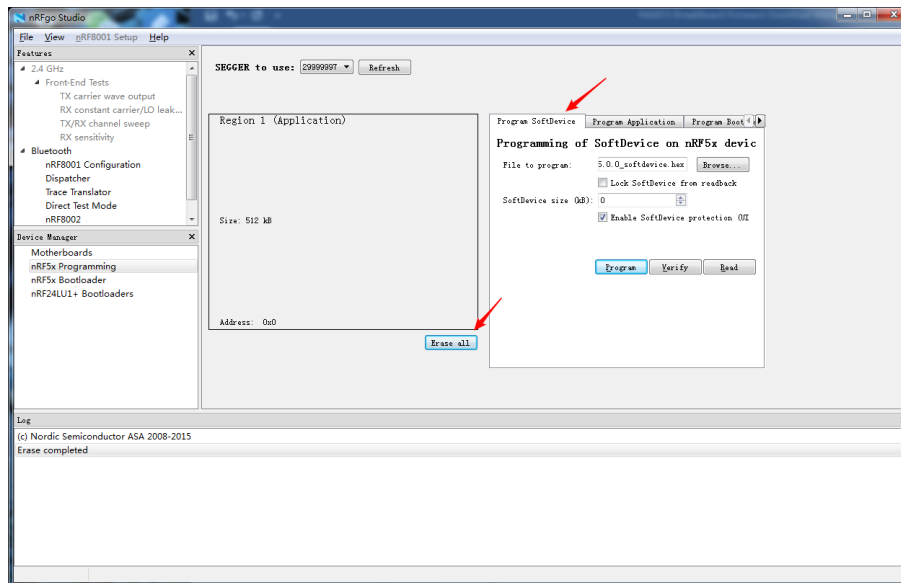 nRFgo Studio
File View nRF8001 Setup Help
Features
2.4 GHz
Front-End Tests
TX carrier wave output
RX constant carrier/LO leak...
TX/RX channel sweep
RX sensitivity
Bluetooth
nRF8001 Configuration
Dispatcher
Trace Translator
Direct Test Mode
nRF8002
Device Manager
Motherboards
nRF5x Programming
nRF5x Bootloader
nRF24LU1+ Bootloaders
SEGGER to use: 29999997 Refresh
Region 1 (Application)
Size: 512 kB
Address: 0x0
Erase all
Program SoftDevice Program Application Program Boot
Programming of SoftDevice on nRF5x devic
File to program: 5.0.0_softdevice.hex Browse...
Lock SoftDevice from readback
SoftDevice size (kB): 0
Enable SoftDevice protection (UI
Program Verify Read
Log
(c) Nordic Semiconductor ASA 2008-2015
Erase completed